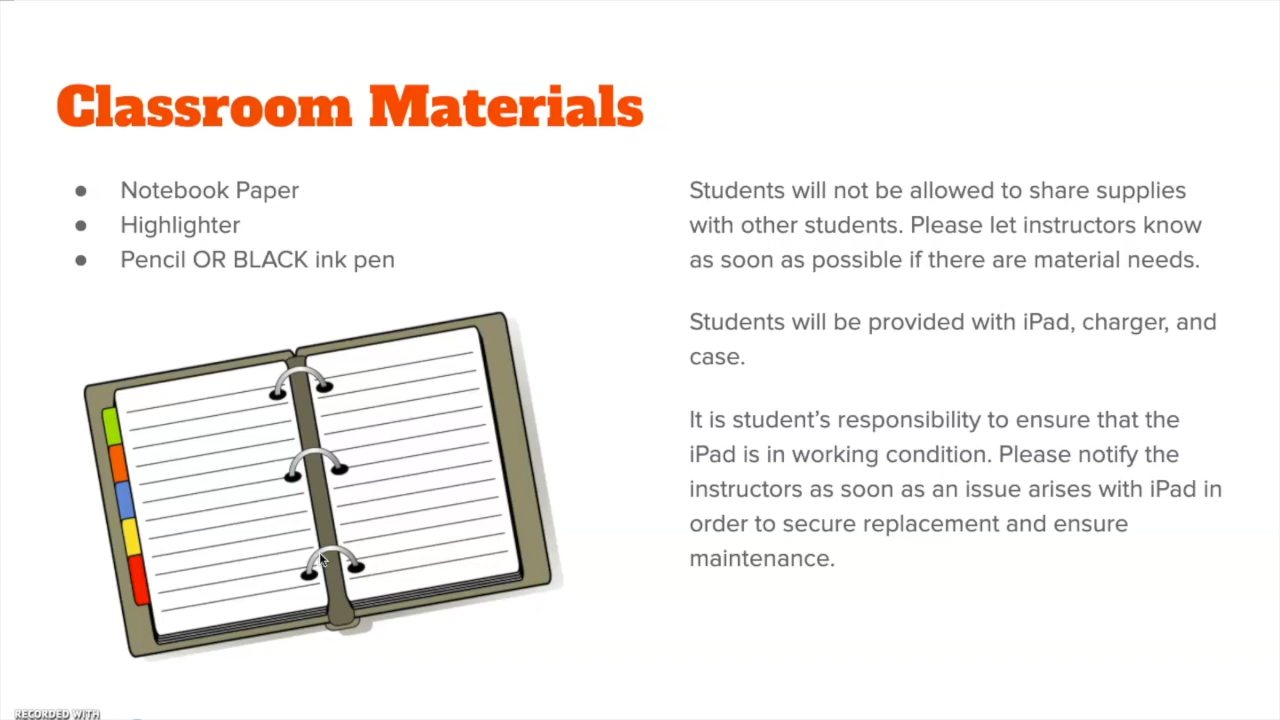 Classroom Materials
● Notebook Paper
● Highlighter
● Pencil OR BLACK ink pen
Students will not be allowed to share supplies
with other students. Please let instructors know
as soon as possible if there are material needs.
Students will be provided with iPad, charger, and
case.
It is student’s responsibility to ensure that the
iPad is in working condition. Please notify the
instructors as soon as an issue arises with iPad in
order to secure replacement and ensure
maintenance.
RECORDED WITH